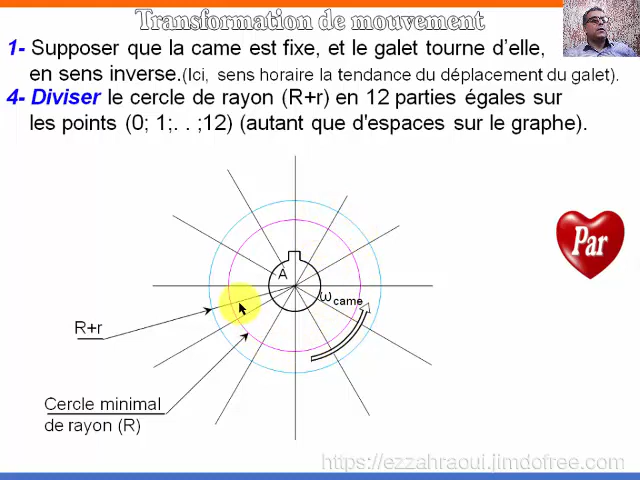 Transformation de mouvement
1- Supposer que la came est fixe, et le galet tourne d'elle,
en sens inverse.(Ici, sens horaire la tendance du déplacement du galet).
4- Diviser le cercle de rayon (R+r) en 12 parties égales sur
les points (0; 1;. . ;12) (autant que d'espaces sur le graphe).
Par
A
ωcame
R+r
Cercle minimal
de rayon (R)
https://ezzahraoui.jimdofree.com